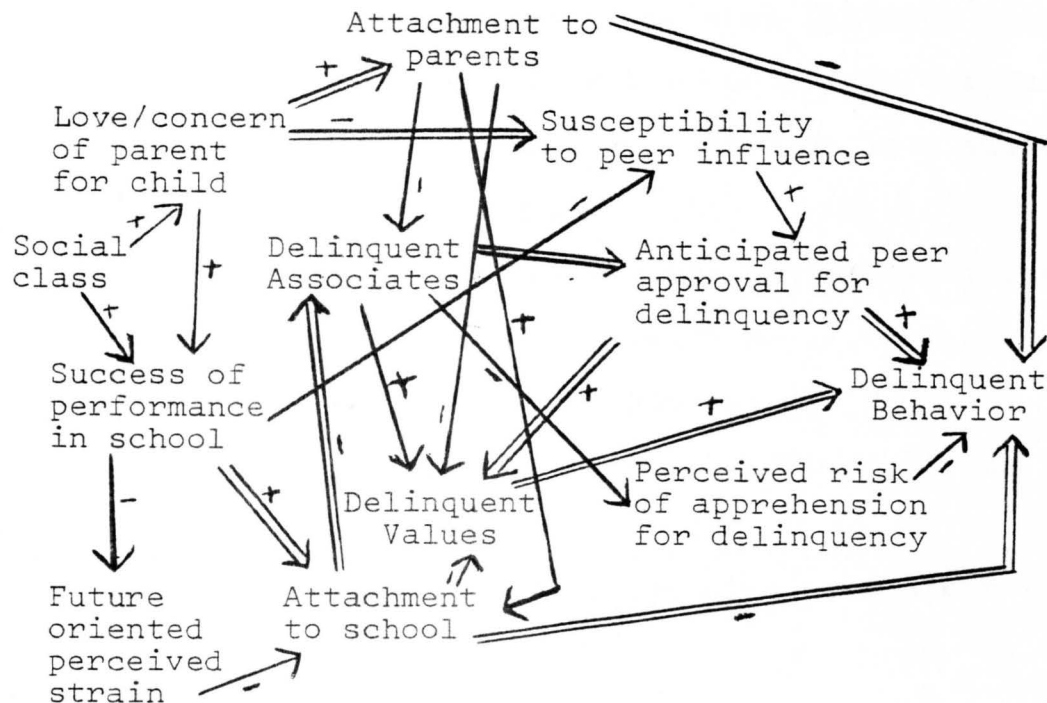 Attachment to
parents
Love/concern
of parent
for child
Susceptibility
to peer influence
Social
class
Delinquent
Associates
Anticipated peer
approval for
delinquency
Success of
performance
in school
Delinquent
Behavior
Delinquent
Values
Perceived risk
of apprehension
for delinquency
Future
oriented
perceived
strain
Attachment
to school
+
-
-
+
+
-
-
+
+
+
-
+
+
-
-
+
-
+
+
-
-
-
-
-
-